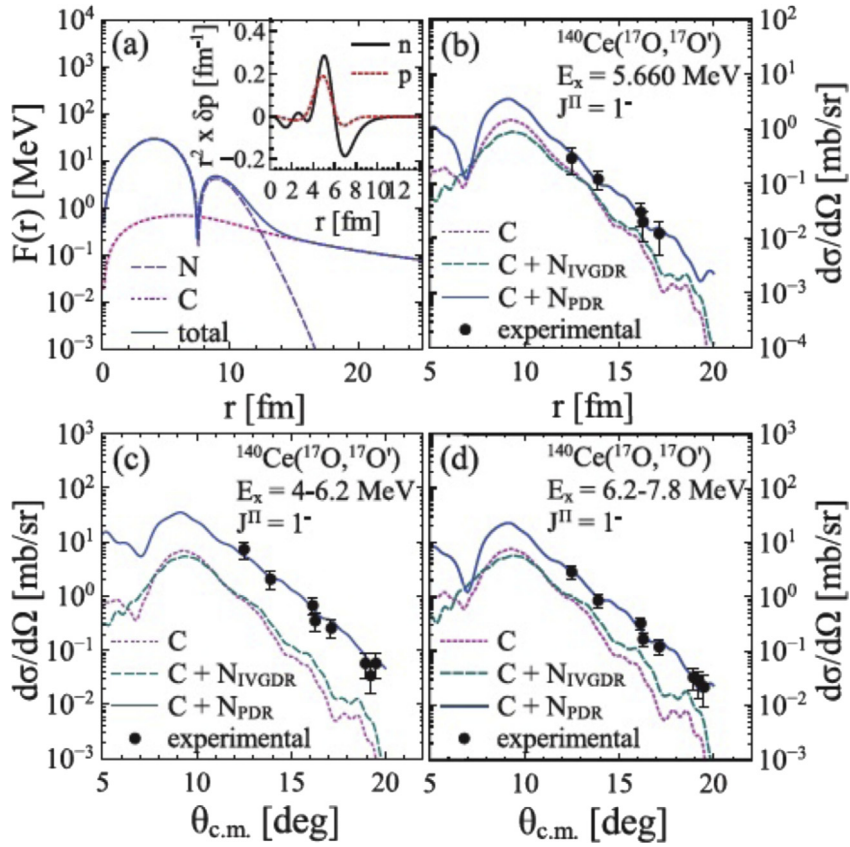 (a)
F(r) [MeV]
10⁴
10³
10²
10¹
10⁰
10⁻¹
10⁻²
10⁻³
0 10 20
r [fm]
N
C
total
r² x δp [fm⁻¹]
0.4
0.2
0
−0.2
0 2 4 6 8 10 12
r [fm]
n
p
(b)
¹⁴⁰Ce(¹⁷O,¹⁷O')
Eₓ = 5.660 MeV
J^Π = 1⁻
C
C + N_IVGDR
C + N_PDR
experimental
10²
10¹
10⁰
10⁻¹
10⁻²
10⁻³
10⁻⁴
dσ/dΩ [mb/sr]
5 10 15 20
r [fm]
(c)
¹⁴⁰Ce(¹⁷O,¹⁷O')
Eₓ = 4-6.2 MeV
J^Π = 1⁻
C
C + N_IVGDR
C + N_PDR
experimental
dσ/dΩ [mb/sr]
10³
10²
10¹
10⁰
10⁻¹
10⁻²
10⁻³
5 10 15 20
θ_c.m. [deg]
(d)
¹⁴⁰Ce(¹⁷O,¹⁷O')
Eₓ = 6.2-7.8 MeV
J^Π = 1⁻
C
C + N_IVGDR
C + N_PDR
experimental
10³
10²
10¹
10⁰
10⁻¹
10⁻²
10⁻³
dσ/dΩ [mb/sr]
5 10 15 20
θ_c.m. [deg]